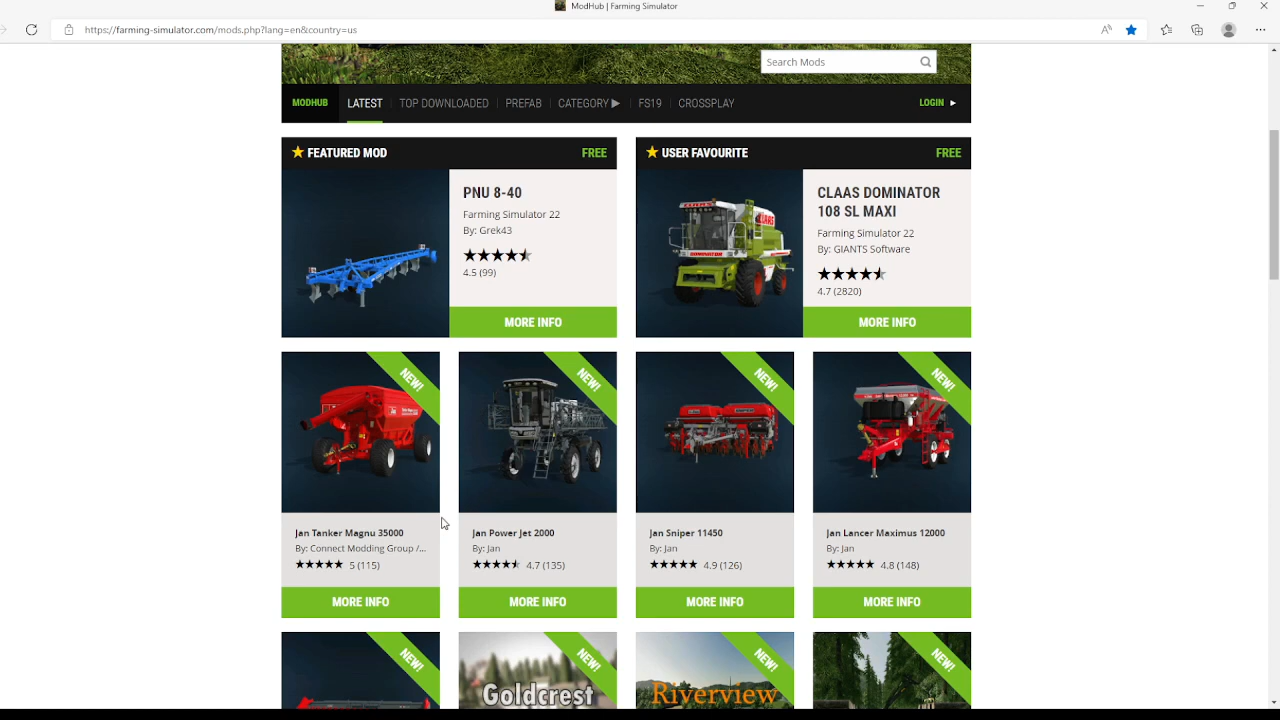 ModHub | Farming Simulator
https://farming-simulator.com/mods.php?lang=en&country=us
Search Mods
MODHUB LATEST TOP DOWNLOADED PREFAB CATEGORY ▶ FS19 CROSSPLAY LOGIN ▶
★ FEATURED MOD FREE
PNU 8-40
Farming Simulator 22
By: Grek43
4.5 (99)
MORE INFO
★ USER FAVOURITE FREE
CLAAS DOMINATOR
108 SL MAXI
Farming Simulator 22
By: GIANTS Software
4.7 (2820)
MORE INFO
NEW!
Jan Tanker Magnu 35000
By: Connect Modding Group /...
5 (115)
MORE INFO
NEW!
Jan Power Jet 2000
By: Jan
4.7 (135)
MORE INFO
NEW!
Jan Sniper 11450
By: Jan
4.9 (126)
MORE INFO
NEW!
Jan Lancer Maximus 12000
By: Jan
4.8 (148)
MORE INFO
NEW!
NEW!
Goldcrest
NEW!
Riverview
NEW!